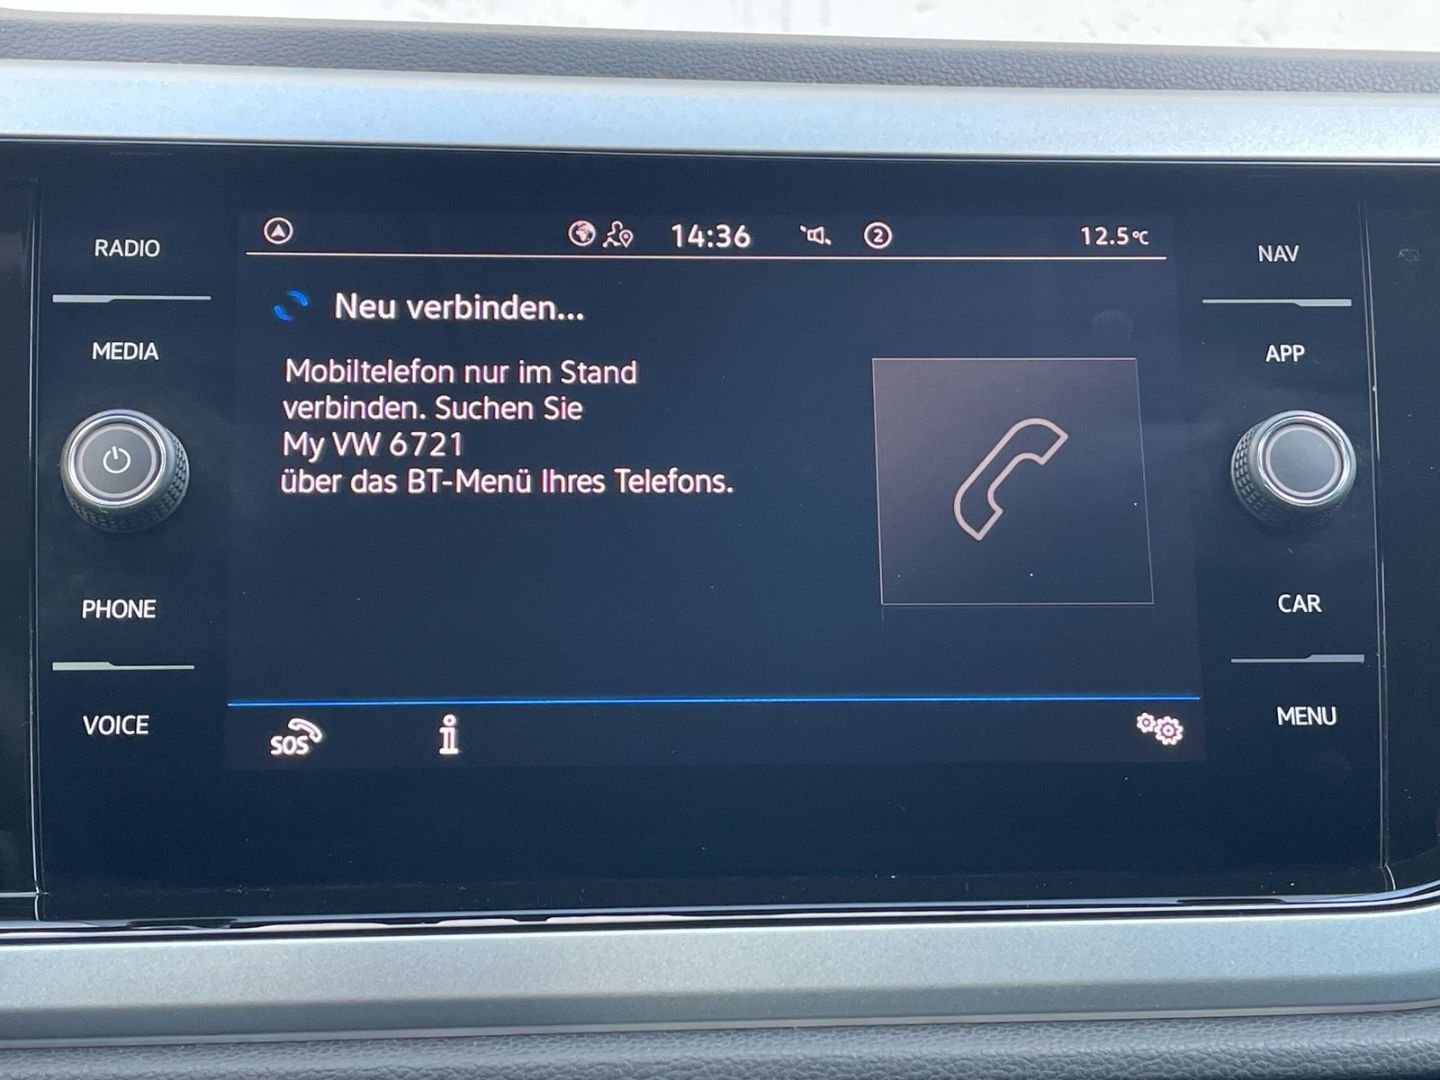 14:36
2
12.5°C
RADIO
NAV
Neu verbinden...
MEDIA
APP
Mobiltelefon nur im Stand
verbinden. Suchen Sie
My VW 6721
über das BT-Menü Ihres Telefons.
PHONE
CAR
VOICE
SOS
MENU